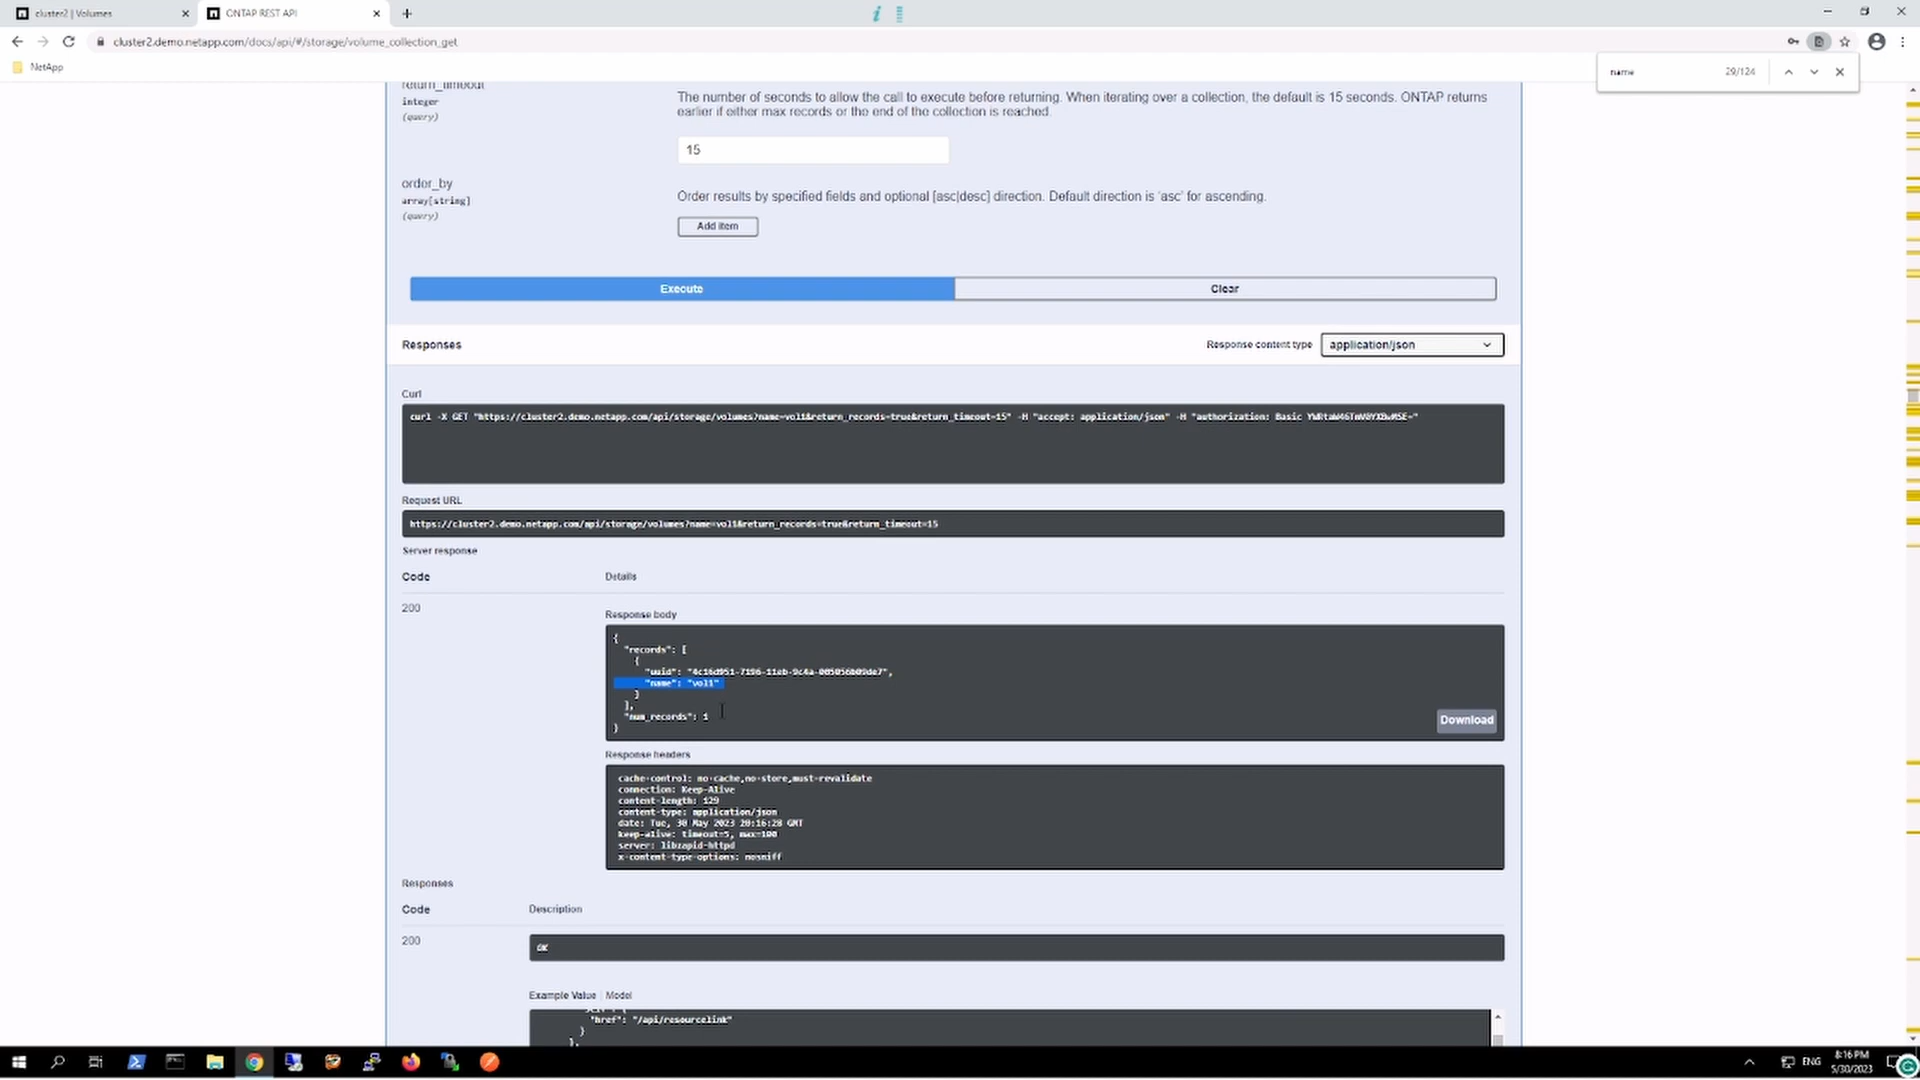 cluster2 | Volumes
ONTAP REST API
cluster2.demo.netapp.com/docs/api/#/storage/volume_collection_get
NetApp
name 29/124
return_timeout
integer
(query)
The number of seconds to allow the call to execute before returning. When iterating over a collection, the default is 15 seconds. ONTAP returns
earlier if either max records or the end of the collection is reached.
15
order_by
array[string]
(query)
Order results by specified fields and optional [asc|desc] direction. Default direction is 'asc' for ascending.
Add item
Execute
Clear
Responses
Response content type
application/json
Curl
curl -X GET "https://cluster2.demo.netapp.com/api/storage/volumes?name=vol1&return_records=true&return_timeout=15" -H "accept: application/json" -H "authorization: Basic
Request URL
https://cluster2.demo.netapp.com/api/storage/volumes?name=vol1&return_records=true&return_timeout=15
Server response
Code
Details
200
Response body
{
"records": [
{
"uuid": "4c16d951-7196-11eb-9c4a-005056b09de7",
"name": "vol1"
}
],
"num_records": 1
}
Download
Response headers
cache-control: no-cache,no-store,must-revalidate
connection: Keep-Alive
content-length: 129
content-type: application/json
date: Tue, 30 May 2023 20:16:28 GMT
keep-alive: timeout=5, max=100
server: libzapid-httpd
x-content-type-options: nosniff
Responses
Code
Description
200
OK
Example Value | Model
"href": "/api/resourcelink"
}
},
ENG
8:16 PM
5/30/2023